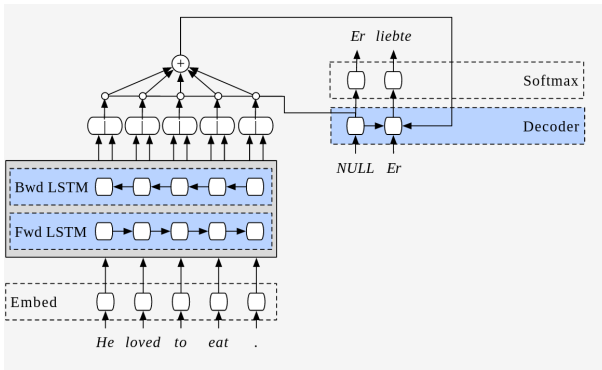 Er liebte
+
Softmax
Decoder
NULL Er
Bwd LSTM
Fwd LSTM
Embed
He loved to eat .